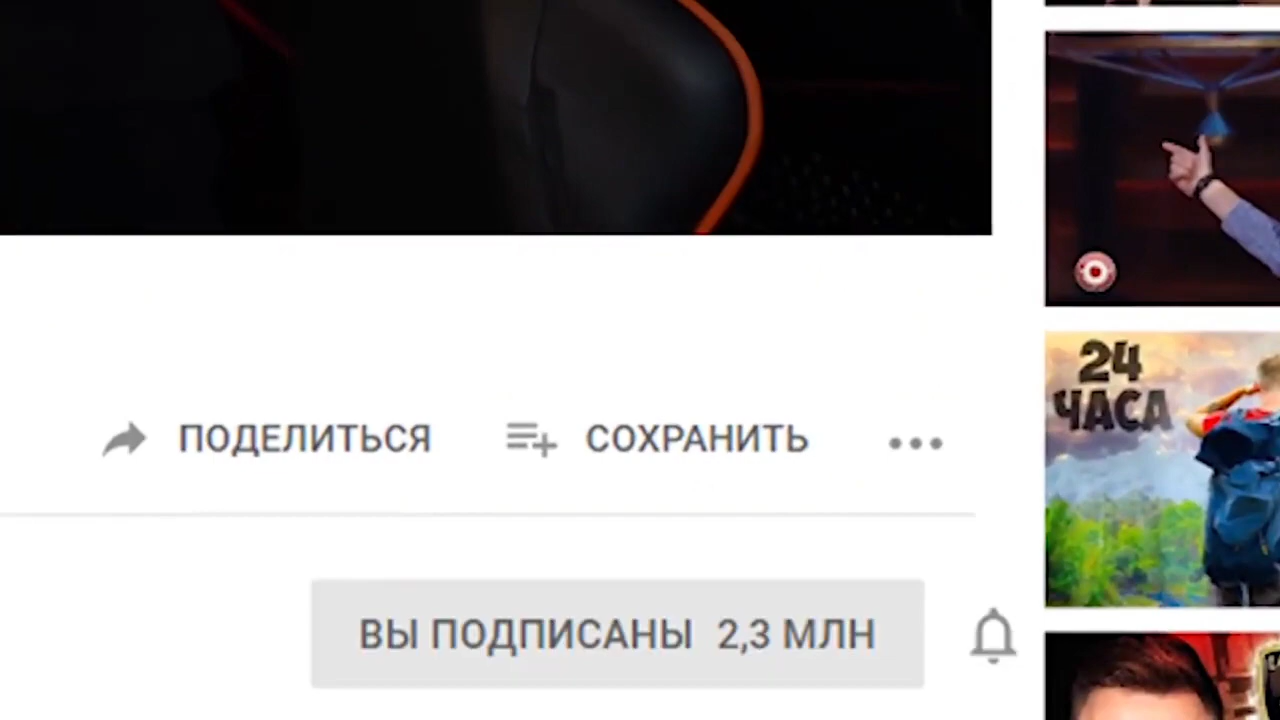 24
ЧАСА
ПОДЕЛИТЬСЯ
СОХРАНИТЬ
ВЫ ПОДПИСАНЫ 2,3 МЛН